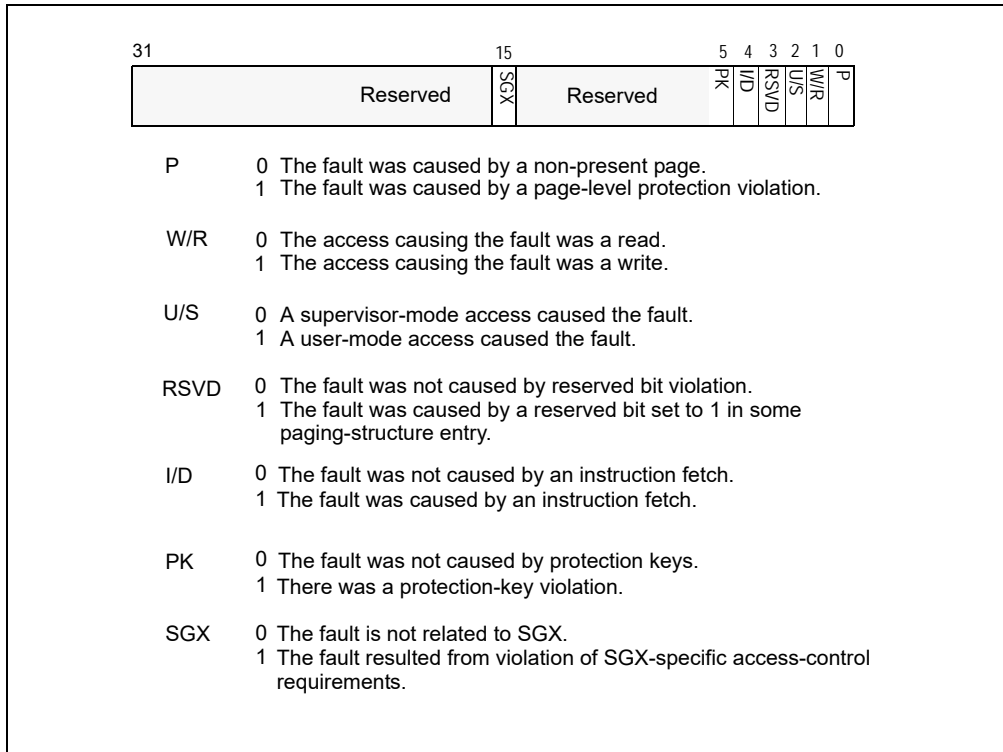 31 15 5 4 3 2 1 0
Reserved SGX Reserved PK I/D RSVD U/S W/R P
P 0 The fault was caused by a non-present page.
1 The fault was caused by a page-level protection violation.
W/R 0 The access causing the fault was a read.
1 The access causing the fault was a write.
U/S 0 A supervisor-mode access caused the fault.
1 A user-mode access caused the fault.
RSVD 0 The fault was not caused by reserved bit violation.
1 The fault was caused by a reserved bit set to 1 in some
paging-structure entry.
I/D 0 The fault was not caused by an instruction fetch.
1 The fault was caused by an instruction fetch.
PK 0 The fault was not caused by protection keys.
1 There was a protection-key violation.
SGX 0 The fault is not related to SGX.
1 The fault resulted from violation of SGX-specific access-control
requirements.